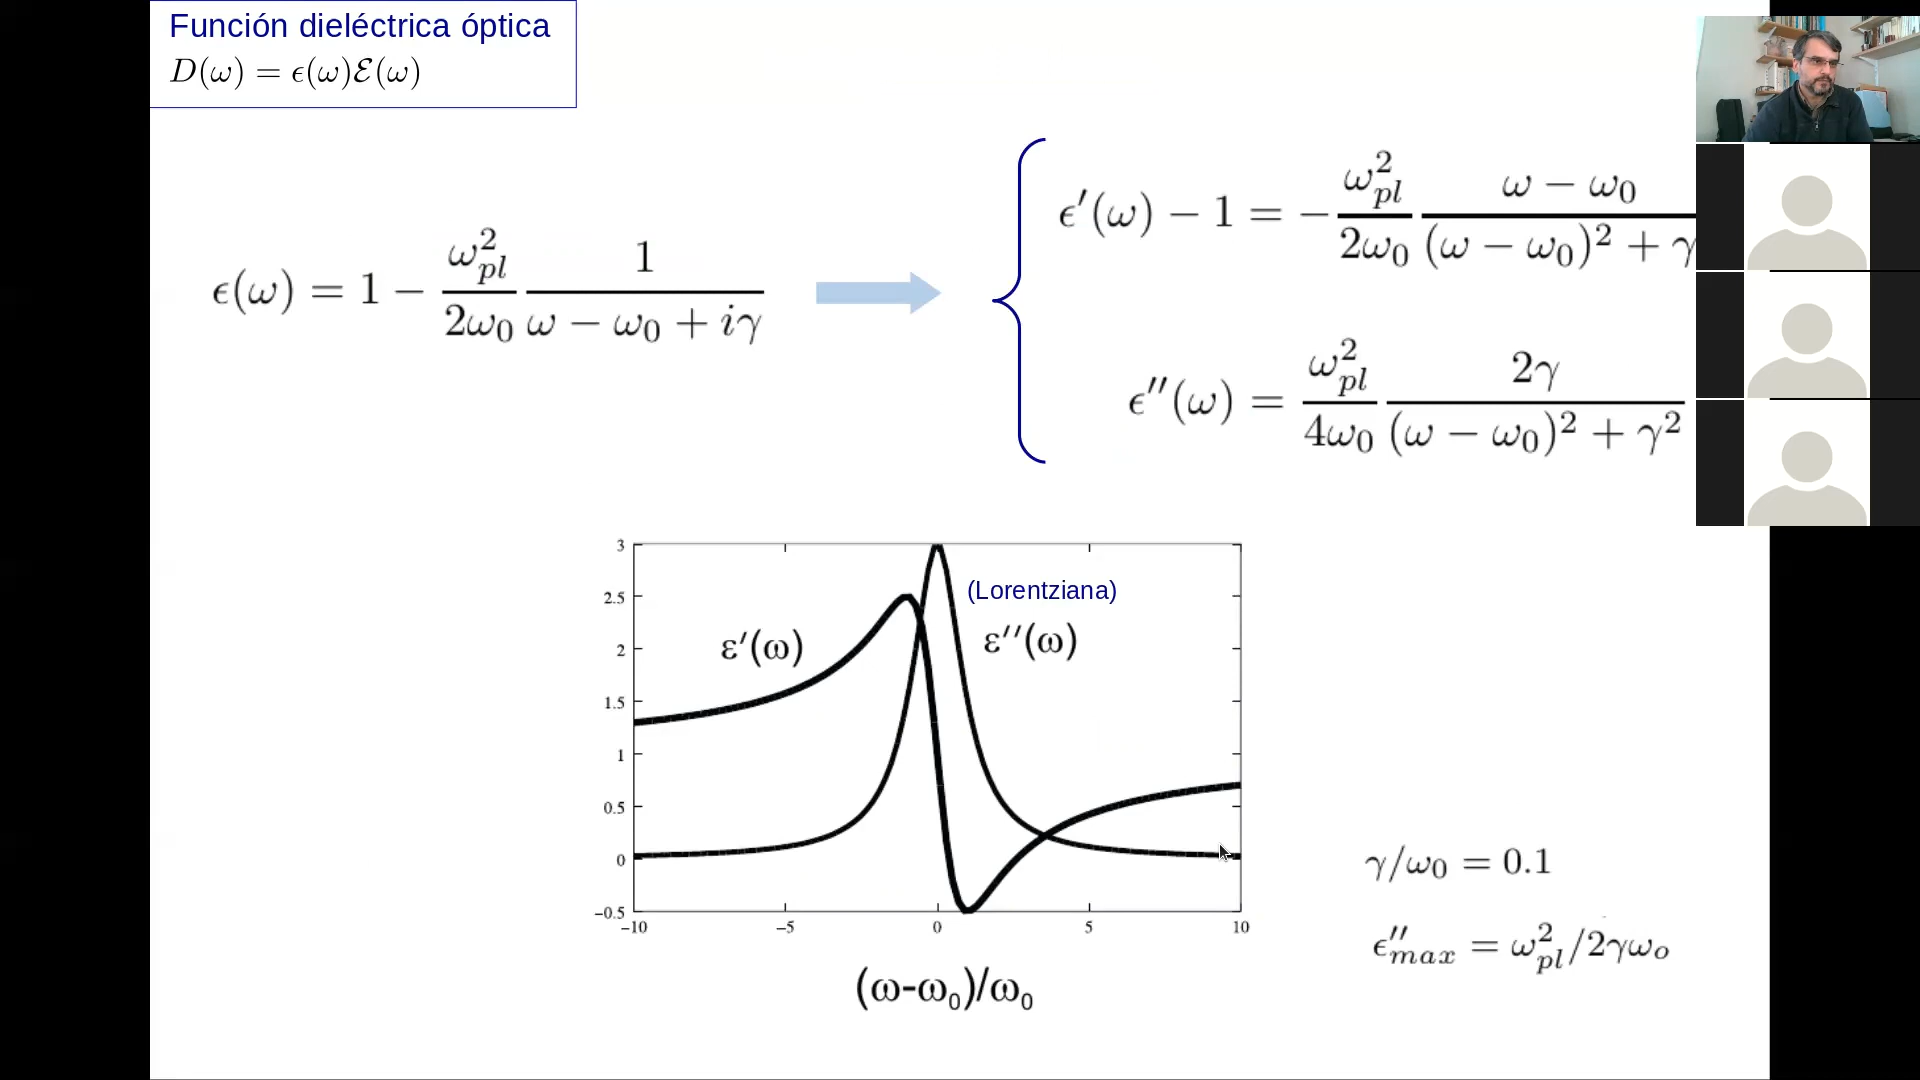 Función dieléctrica óptica
D(ω) = ϵ(ω)ℰ(ω)
ϵ(ω) = 1 − ω²pl/2ω₀ 1/(ω − ω₀ + iγ)
ϵ′(ω) − 1 = − ω²pl/2ω₀ (ω − ω₀)/((ω − ω₀)² + γ
ϵ′′(ω) = ω²pl/4ω₀ 2γ/((ω − ω₀)² + γ²)
3
2.5
2
1.5
1
0.5
0
−0.5
(Lorentziana)
ε′(ω)
ε′′(ω)
−10 −5 0 5 10
(ω-ω₀)/ω₀
γ/ω₀ = 0.1
ϵ′′max = ω²pl/2γωₒ